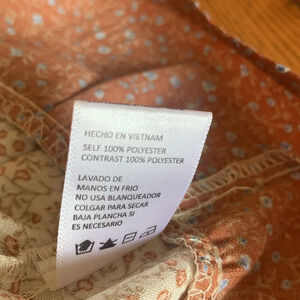 HECHO EN VIETNAM
SELF 100% POLYESTER
CONTRAST 100% POLYESTER
LAVADO DE
MANOS EN FRIO
NO USA BLANQUEADOR
COLGAR PARA SECAR
BAJA PLANCHA SI
ES NECESARIO